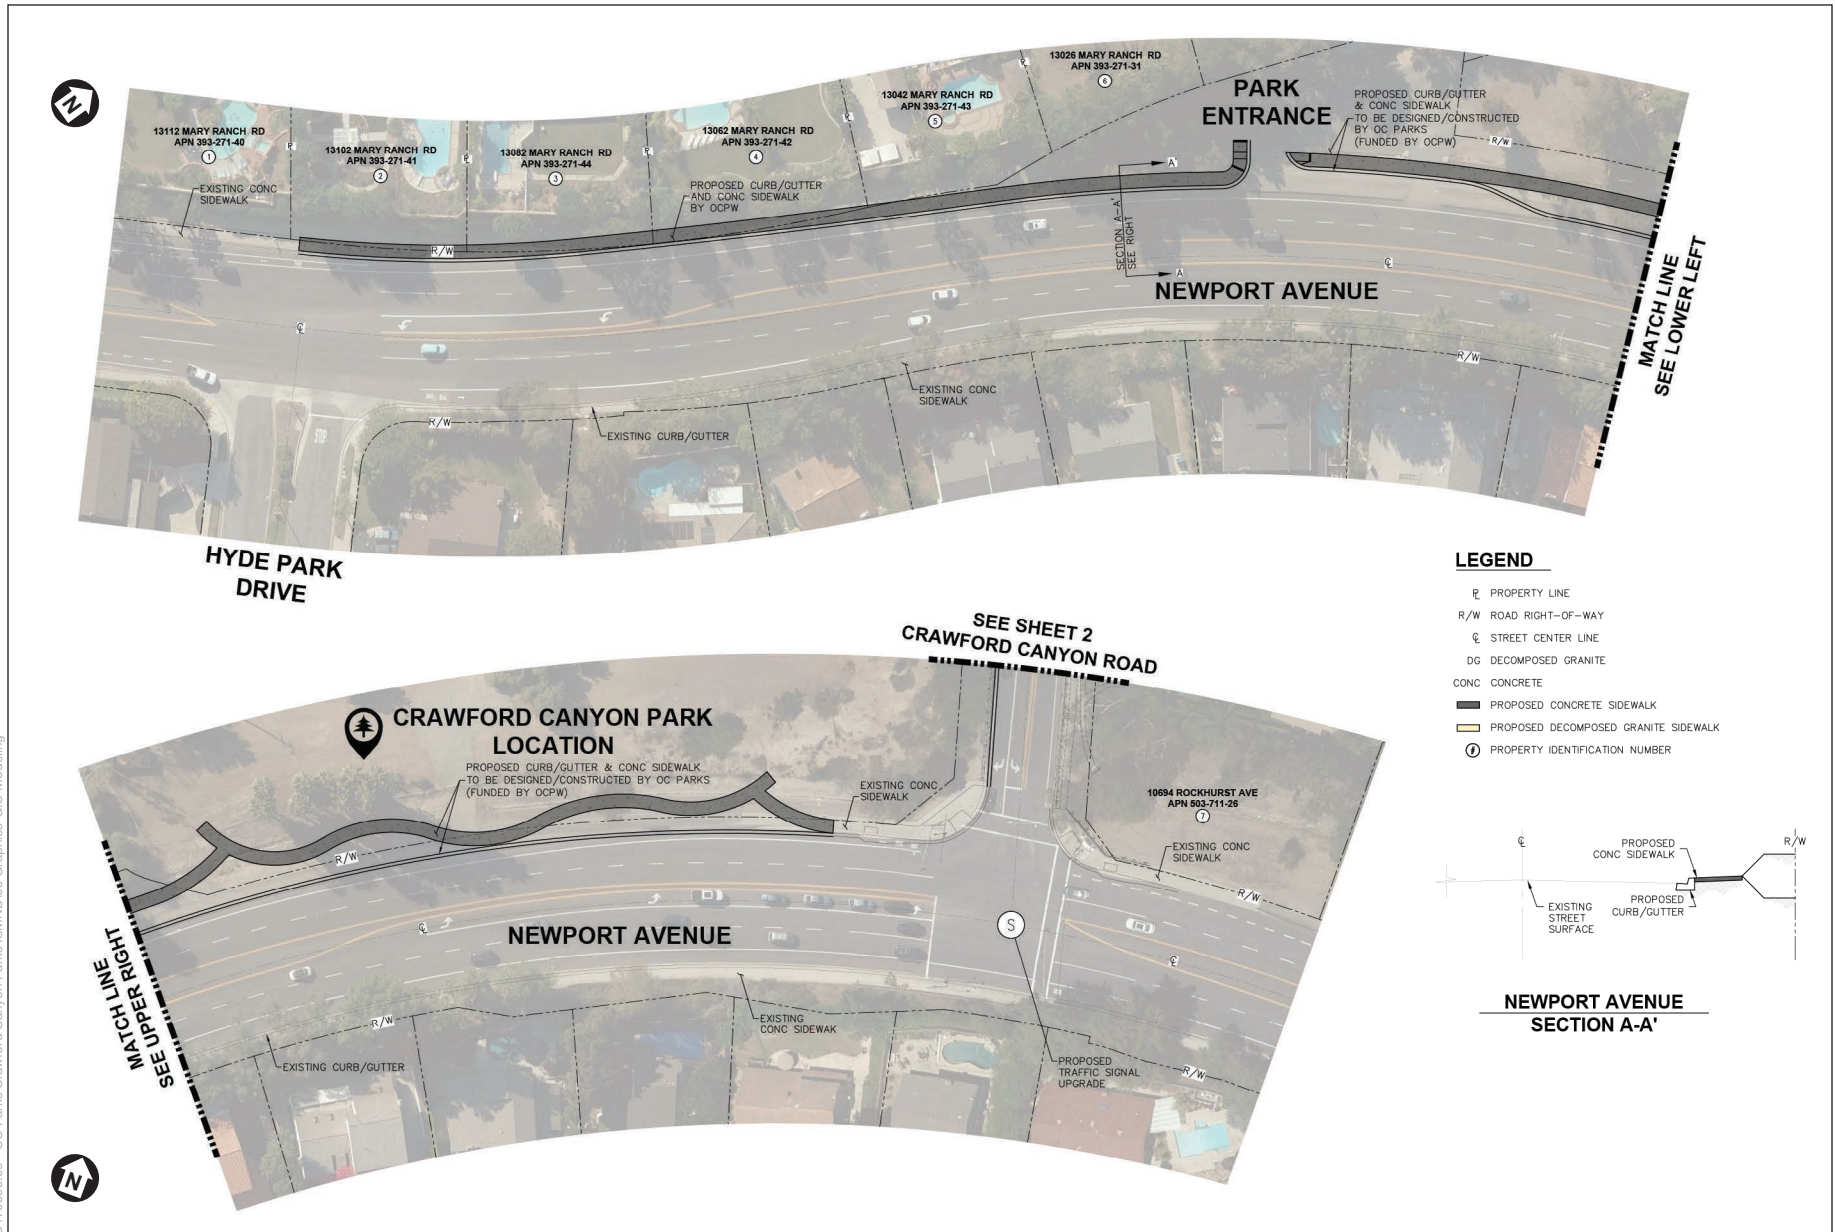 N
13112 MARY RANCH RD
APN 393-271-40
1
EXISTING CONC
SIDEWALK
13102 MARY RANCH RD
APN 393-271-41
2
13082 MARY RANCH RD
APN 393-271-44
3
13062 MARY RANCH RD
APN 393-271-42
4
PROPOSED CURB/GUTTER
AND CONC SIDEWALK
BY OCPW
13042 MARY RANCH RD
APN 393-271-43
5
13026 MARY RANCH RD
APN 393-271-31
6
PARK
ENTRANCE
PROPOSED CURB/GUTTER
& CONC SIDEWALK
TO BE DESIGNED/CONSTRUCTED
BY OC PARKS
(FUNDED BY OCPW)
R/W
R/W
SECTION A-A'
SEE RIGHT
A'
A
NEWPORT AVENUE
MATCH LINE
SEE LOWER LEFT
R/W
EXISTING CONC
SIDEWALK
R/W
EXISTING CURB/GUTTER
STOP
HYDE PARK
DRIVE
LEGEND
PL PROPERTY LINE
R/W ROAD RIGHT-OF-WAY
CL STREET CENTER LINE
DG DECOMPOSED GRANITE
CONC CONCRETE
PROPOSED CONCRETE SIDEWALK
PROPOSED DECOMPOSED GRANITE SIDEWALK
# PROPERTY IDENTIFICATION NUMBER
SEE SHEET 2
CRAWFORD CANYON ROAD
CRAWFORD CANYON PARK
LOCATION
PROPOSED CURB/GUTTER & CONC SIDEWALK
TO BE DESIGNED/CONSTRUCTED BY OC PARKS
(FUNDED BY OCPW)
EXISTING CONC
SIDEWALK
10694 ROCKHURST AVE
APN 503-711-26
7
EXISTING CONC
SIDEWALK
R/W
R/W
NEWPORT AVENUE
S
MATCH LINE
SEE UPPER RIGHT
R/W
EXISTING CURB/GUTTER
EXISTING
CONC SIDEWAK
PROPOSED
TRAFFIC SIGNAL
UPGRADE
R/W
CL
PROPOSED
CONC SIDEWALK
R/W
EXISTING
STREET
SURFACE
PROPOSED
CURB/GUTTER
NEWPORT AVENUE
SECTION A-A'
N